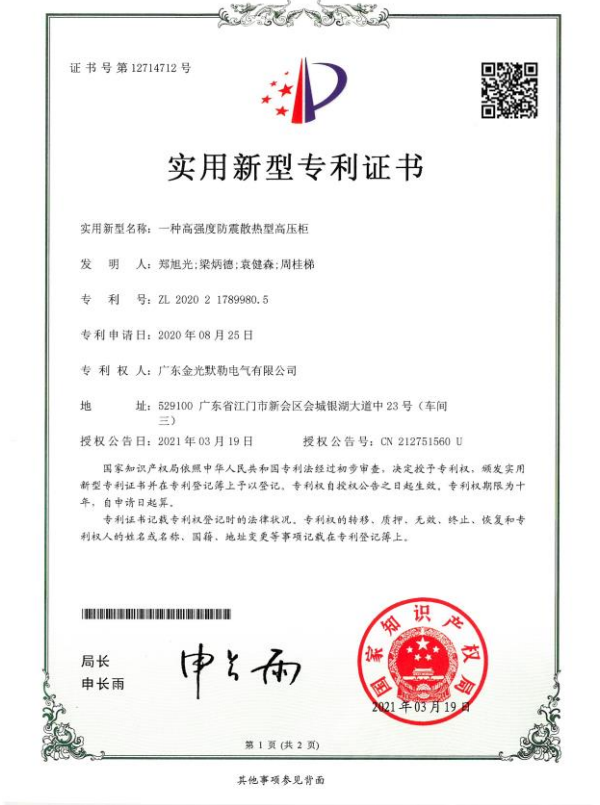 证书号第12714712号
实用新型专利证书
实用新型名称：一种高强度防震散热型高压柜
发明人：郑旭光;梁炳德;袁健森;周桂梯
专利号：ZL 2020 2 1789980.5
专利申请日：2020年08月25日
专利权人：广东金光默勒电气有限公司
地址：529100 广东省江门市新会区会城银湖大道中23号（车间
三）
授权公告日：2021年03月19日 授权公告号：CN 212751560 U
国家知识产权局依照中华人民共和国专利法经过初步审查，决定授予专利权，颁发实用
新型专利证书并在专利登记簿上予以登记。专利权自授权公告之日起生效。专利权期限为十
年，自申请日起算。
专利证书记载专利权登记时的法律状况。专利权的转移、质押、无效、终止、恢复和专
利权人的姓名或名称、国籍、地址变更等事项记载在专利登记簿上。
局长
申长雨
申长雨
国家知识产权局
2021年03月19日
第1页(共2页)
其他事项参见背面